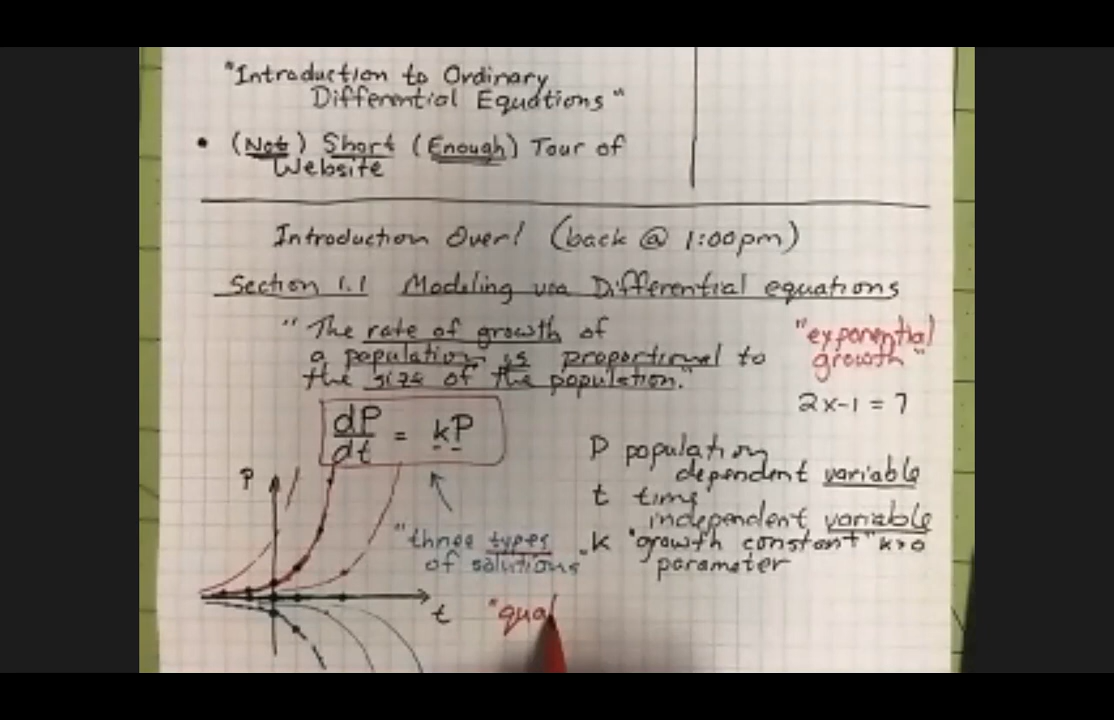 "Introduction to Ordinary
Differential Equations"
• (Not) Short (Enough) Tour of
Website
Introduction Over! (back @ 1:00pm)
Section 1.1 Modeling via Differential equations
"The rate of growth of
a population is proportional to
the size of the population."
"exponential
growth"
2x-1 = 7
dP/dt = kP
P population
dependent variable
t time
independent variable
k "growth constant" k>0
parameter
P
"three types
of solutions"
t
"qual